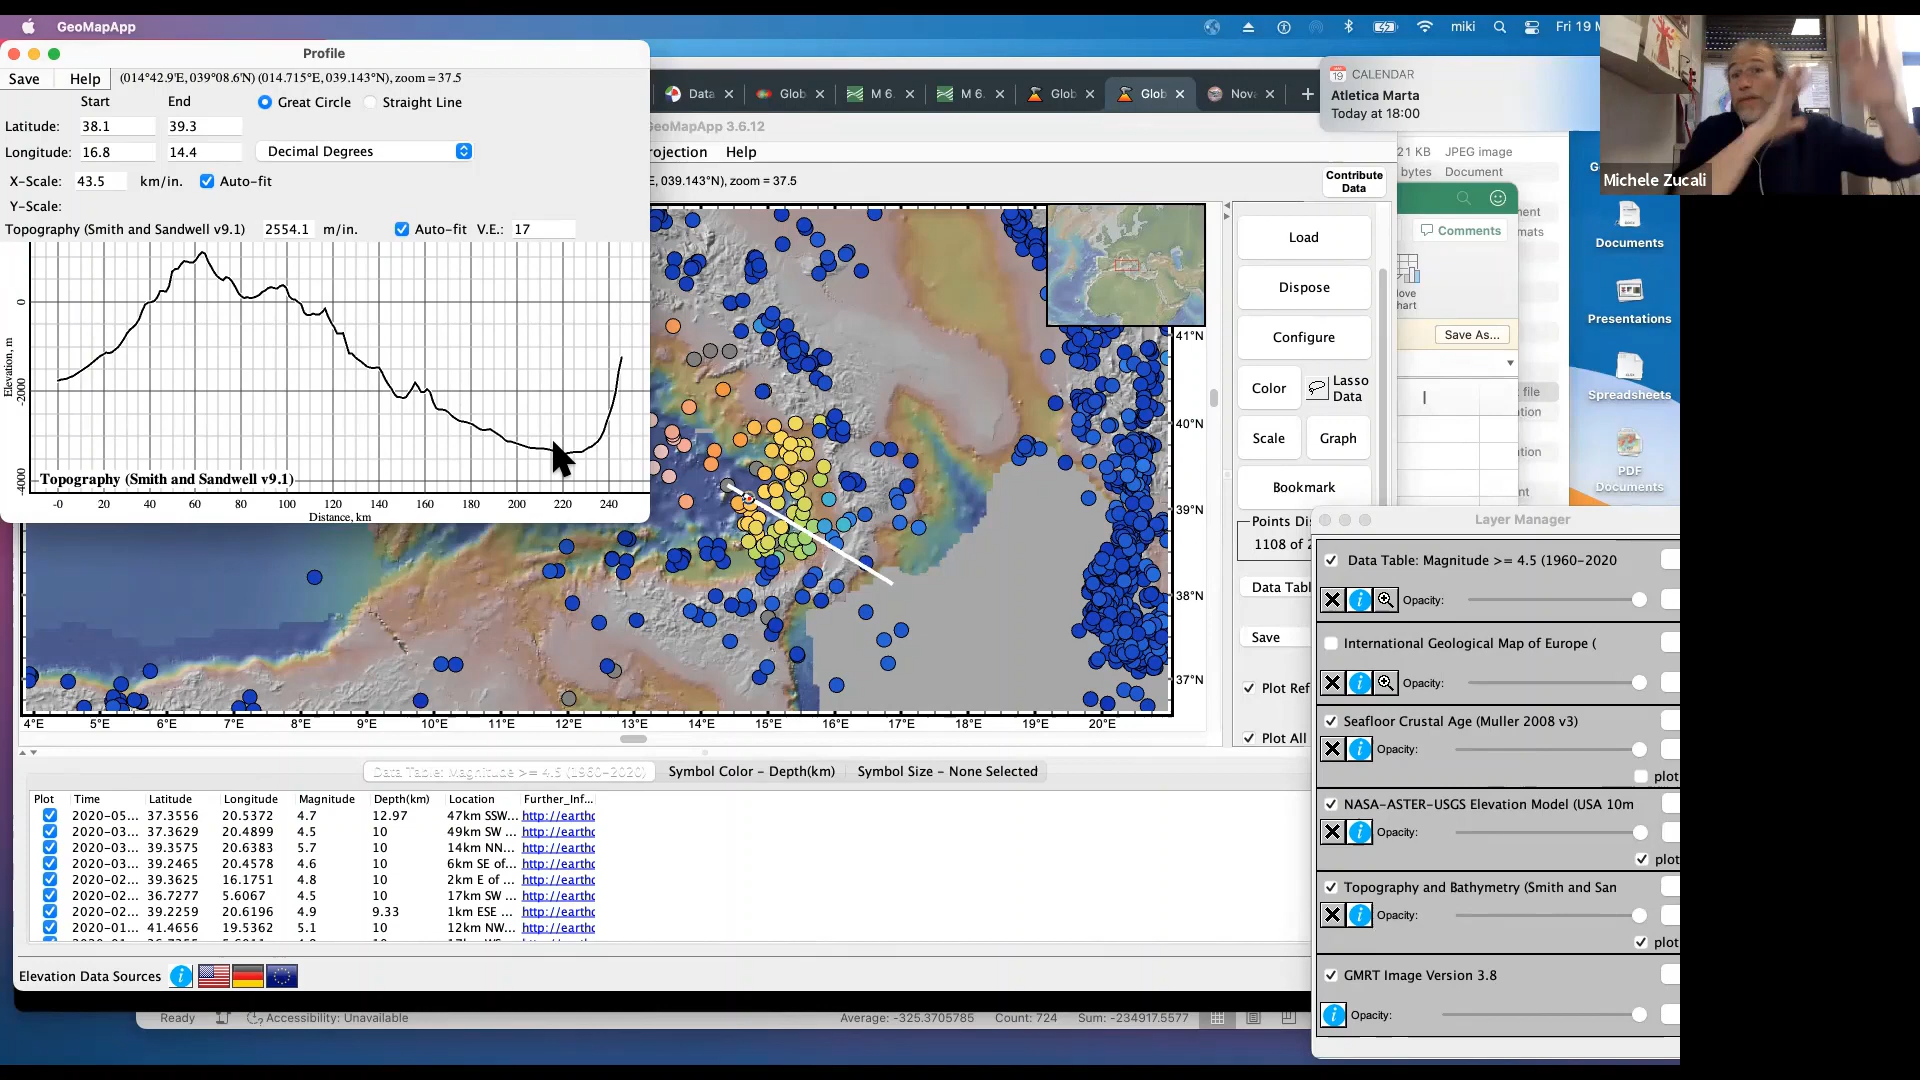 GeoMapApp
miki
Fri 19 M
Profile
Save Help (014°42.9'E, 039°08.6'N) (014.715°E, 039.143°N), zoom = 37.5
Start End Great Circle Straight Line
Latitude: 38.1 39.3
Longitude: 16.8 14.4 Decimal Degrees
X-Scale: 43.5 km/in. Auto-fit
Y-Scale:
Topography (Smith and Sandwell v9.1) 2554.1 m/in. Auto-fit V.E.: 17
0
-2000
-4000
Elevation, m
Topography (Smith and Sandwell v9.1)
-0 20 40 60 80 100 120 140 160 180 200 220 240
Distance, km
Data Glob M 6. M 6. Glob Glob Nov
GeoMapApp 3.6.12
rojection Help
E, 039.143°N), zoom = 37.5
Contribute
Data
CALENDAR
19
Atletica Marta
Today at 18:00
Michele Zucali
21 KB JPEG image
bytes Document
Comments
Save As...
Documents
Presentations
Spreadsheets
PDF
Documents
Load
Dispose
Configure
Color
Lasso
Data
Scale
Graph
Bookmark
Points Di
1108 of 2
Data Tabl
Save
Plot Ref
Plot All
41°N
40°N
39°N
38°N
37°N
4°E 5°E 6°E 7°E 8°E 9°E 10°E 11°E 12°E 13°E 14°E 15°E 16°E 17°E 18°E 19°E 20°E
Layer Manager
Data Table: Magnitude >= 4.5 (1960-2020
Opacity:
International Geological Map of Europe (
Opacity:
Seafloor Crustal Age (Muller 2008 v3)
Opacity:
plot
NASA-ASTER-USGS Elevation Model (USA 10m
Opacity:
plot
Topography and Bathymetry (Smith and San
Opacity:
plot
GMRT Image Version 3.8
Opacity:
Data Table: Magnitude >= 4.5 (1960-2020) Symbol Color - Depth(km) Symbol Size - None Selected
Plot Time Latitude Longitude Magnitude Depth(km) Location Further_Inf...
2020-05... 37.3556 20.5372 4.7 12.97 47km SSW... http://earthc
2020-03... 37.3629 20.4899 4.5 10 49km SW ... http://earthc
2020-03... 39.3575 20.6383 5.7 10 14km NN... http://earthc
2020-03... 39.2465 20.4578 4.6 10 6km SE of... http://earthc
2020-02... 39.3625 16.1751 4.8 10 2km E of ... http://earthc
2020-02... 36.7277 5.6067 4.5 10 17km SW ... http://earthc
2020-02... 39.2259 20.6196 4.9 9.33 1km ESE ... http://earthc
2020-01... 41.4656 19.5362 5.1 10 12km NW... http://earthc
Elevation Data Sources
Ready Accessibility: Unavailable Average: -325.3705785 Count: 724 Sum: -234917.5577